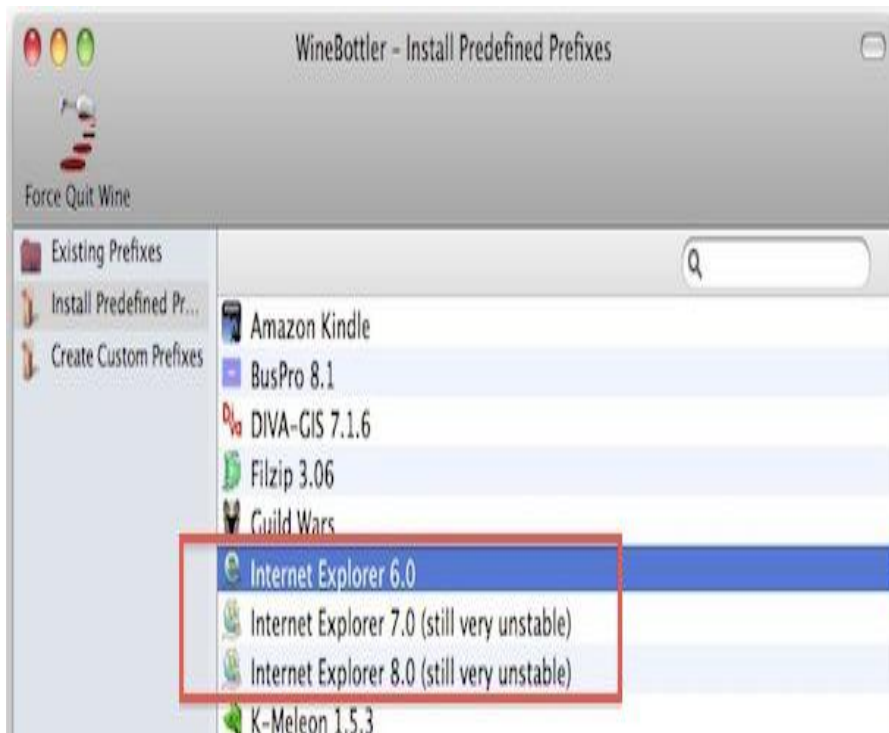 WineBottler - Install Predefined Prefixes
Force Quit Wine
Existing Prefixes
Install Predefined Pr...
Create Custom Prefixes
Amazon Kindle
BusPro 8.1
Diva
DIVA-GIS 7.1.6
Filzip 3.06
Guild Wars
Internet Explorer 6.0
Internet Explorer 7.0 (still very unstable)
Internet Explorer 8.0 (still very unstable)
K-Meleon 1.5.3